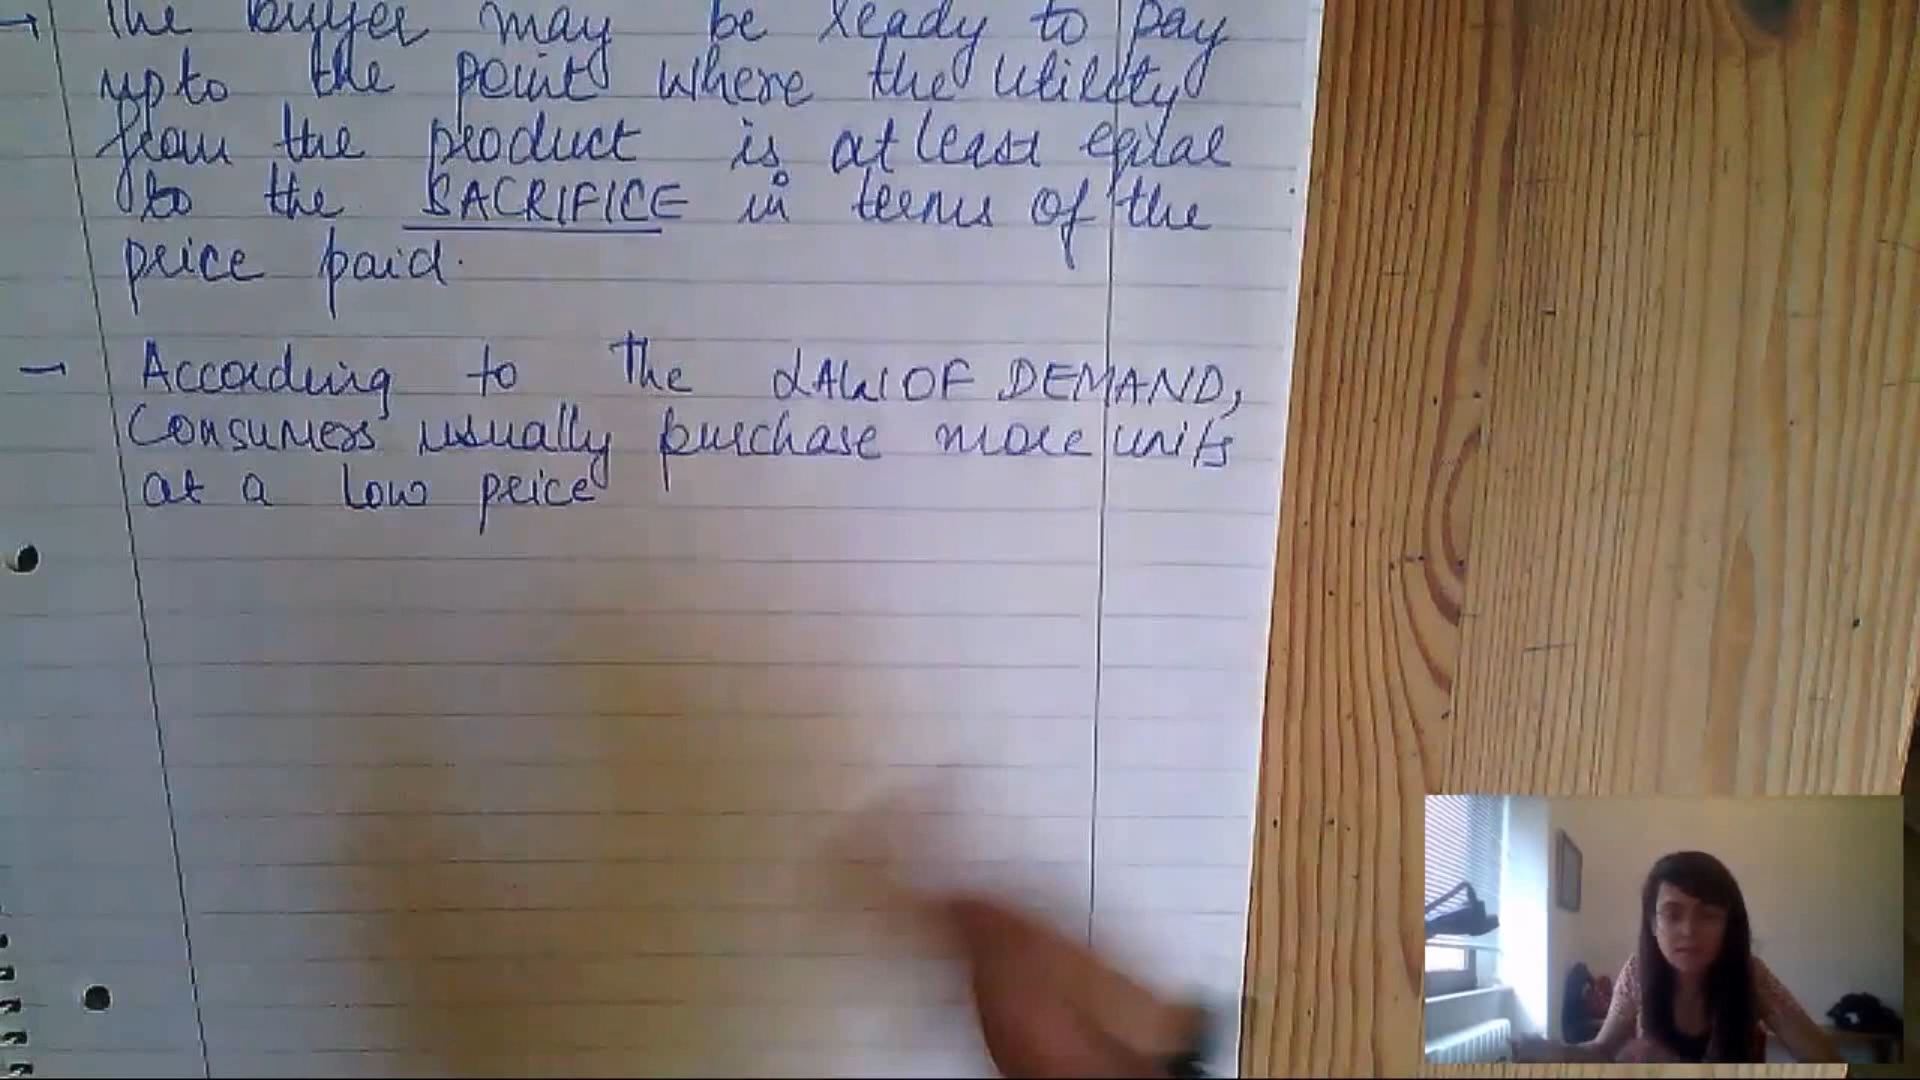 → The buyer may be ready to pay
upto the point where the Utility
from the product is at least equal
to the SACRIFICE in terms of the
price paid.
- According to the LAW OF DEMAND,
Consumers usually purchase more units
at a low price